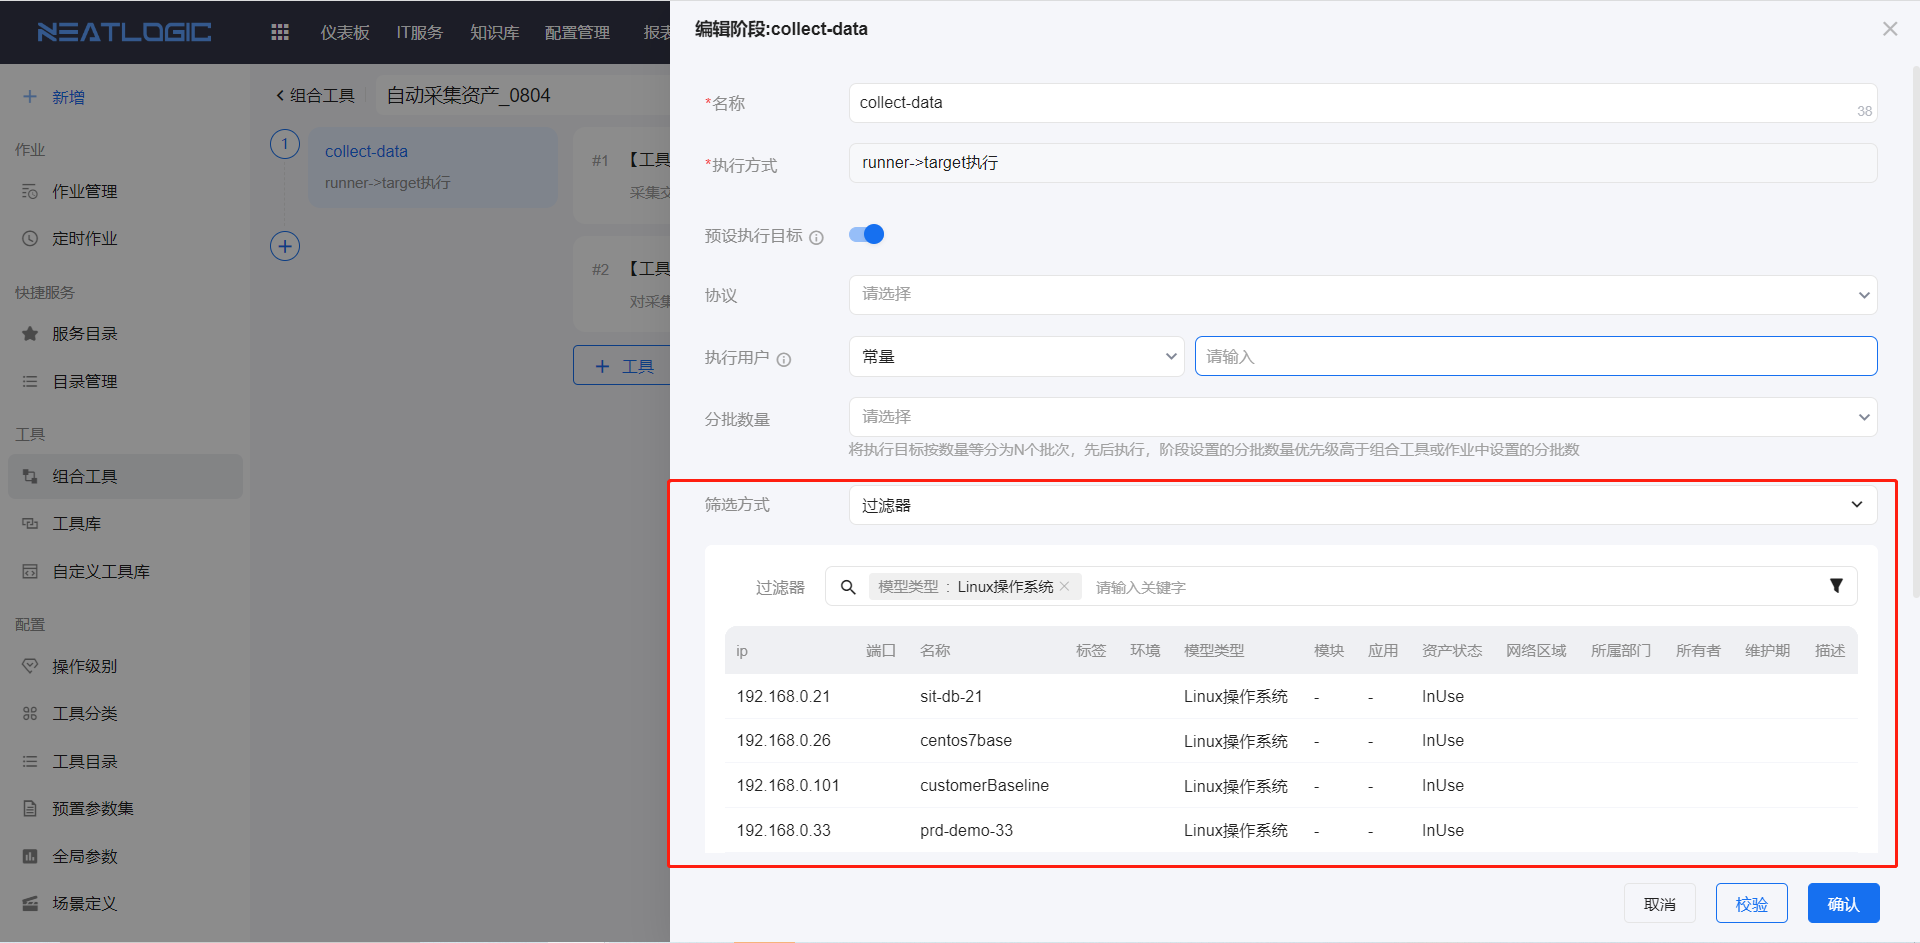 NEATLOGIC
仪表板
IT服务
知识库
配置管理
报表
新增
作业
作业管理
定时作业
快捷服务
服务目录
目录管理
工具
组合工具
工具库
自定义工具库
配置
操作级别
工具分类
工具目录
预置参数集
全局参数
场景定义
组合工具
自动采集资产_0804
1
collect-data
runner->target执行
#1 【工具
采集交
#2 【工具
对采集
工具
编辑阶段:collect-data
*名称
collect-data
38
*执行方式
runner->target执行
预设执行目标
协议
请选择
执行用户
常量
请输入
分批数量
请选择
将执行目标按数量等分为N个批次，先后执行，阶段设置的分批数量优先级高于组合工具或作业中设置的分批数
筛选方式
过滤器
过滤器
模型类型 : Linux操作系统
请输入关键字
ip 端口 名称 标签 环境 模型类型 模块 应用 资产状态 网络区域 所属部门 所有者 维护期 描述
192.168.0.21 sit-db-21 Linux操作系统 - - InUse
192.168.0.26 centos7base Linux操作系统 - - InUse
192.168.0.101 customerBaseline Linux操作系统 - - InUse
192.168.0.33 prd-demo-33 Linux操作系统 - - InUse
取消
校验
确认